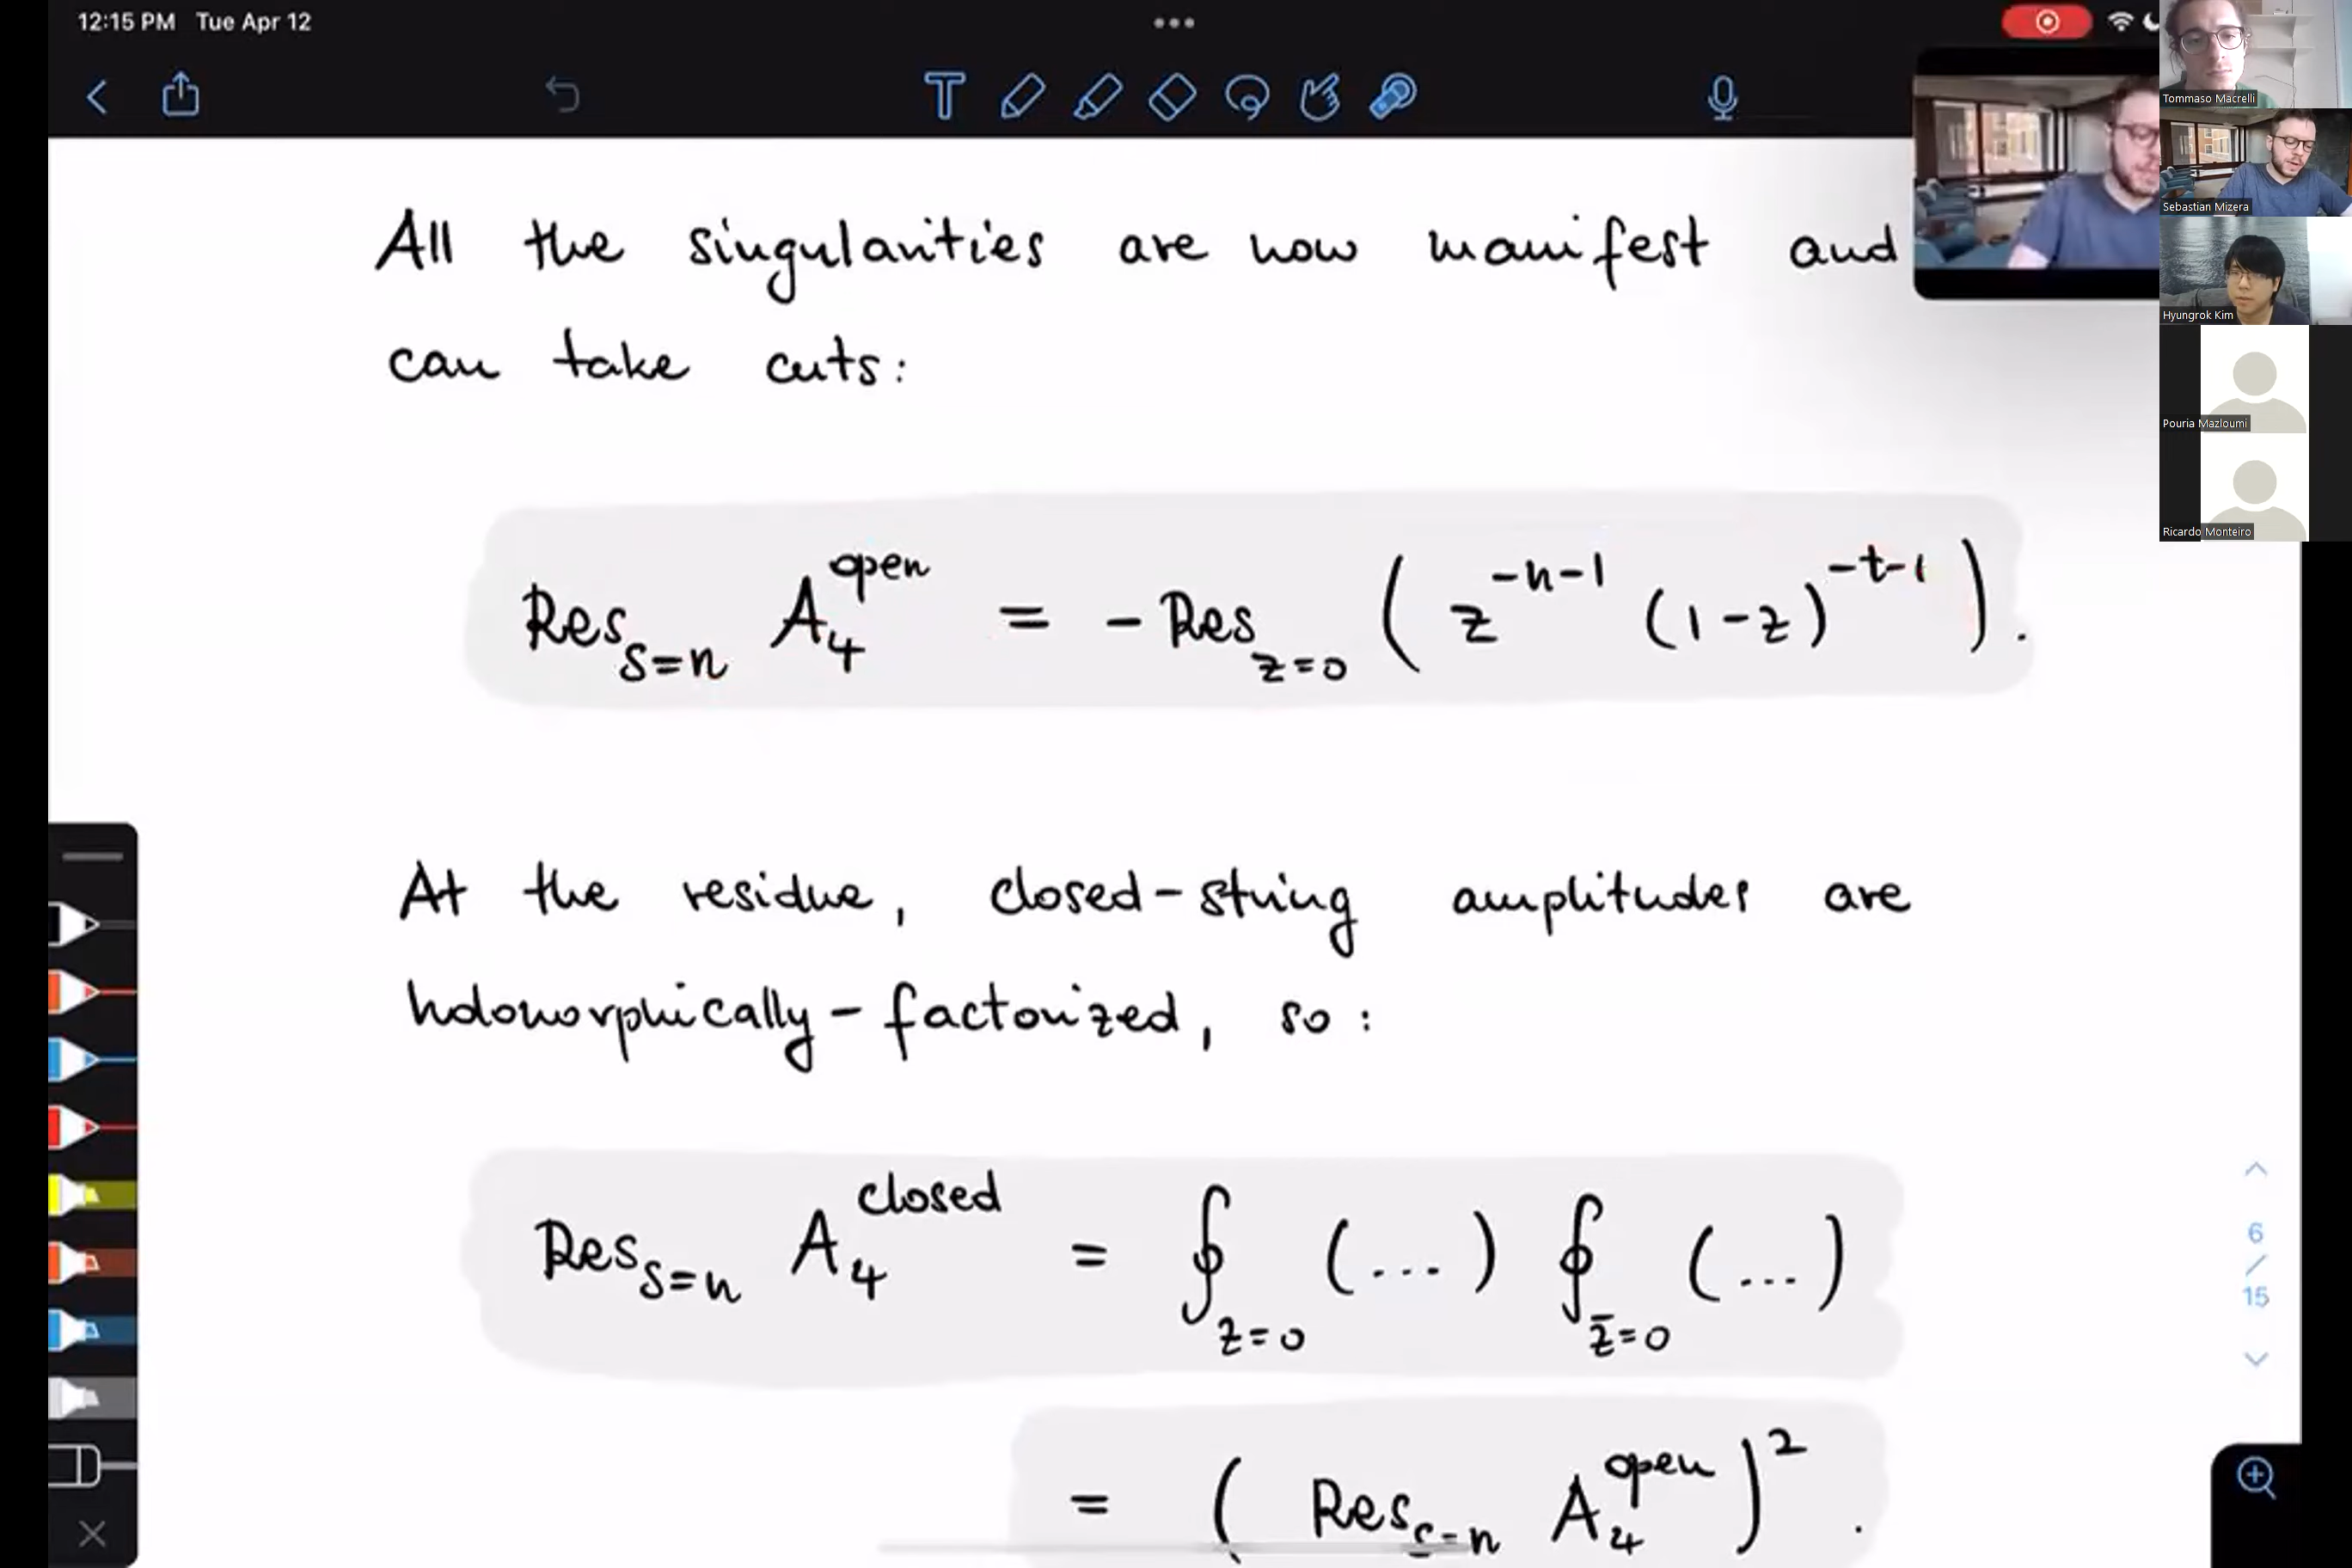 12:15 PM Tue Apr 12
Tommaso Macrelli
Sebastian Mizera
Hyungrok Kim
Pouria Mazloumi
Ricardo Monteiro
All the singularities are now manifest and
can take cuts:
Res_{s=n} A_4^{open} = - Res_{z=0} ( z^{-n-1} (1-z)^{-t-1} ).
At the residue, closed-string amplitudes are
holomorphically-factorized, so:
Res_{s=n} A_4^{closed} = ∮_{z=0} (...) ∮_{z̄=0} (...)
= ( Res_{s=n} A_4^{open} )^2 .
6
/
15